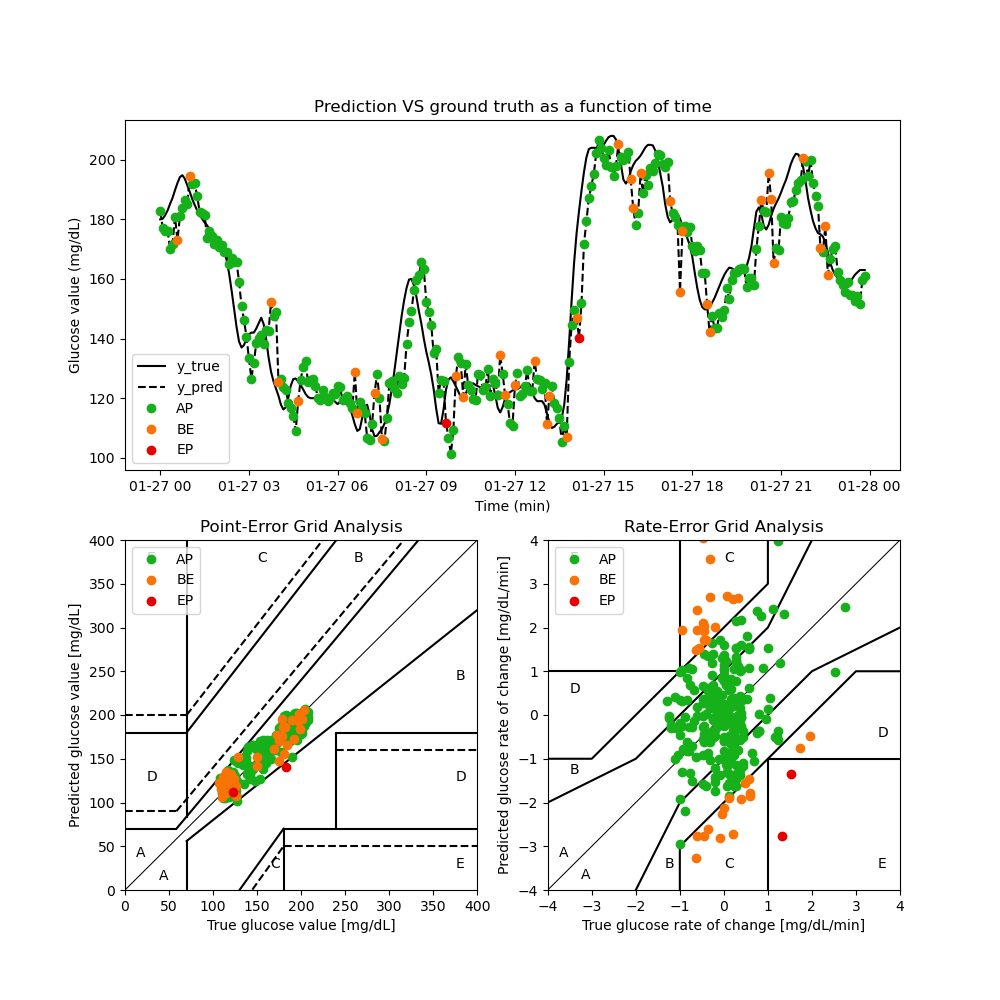 Prediction VS ground truth as a function of time
Glucose value (mg/dL)
200
180
160
140
120
100
y_true
y_pred
AP
BE
EP
01-27 00 01-27 03 01-27 06 01-27 09 01-27 12 01-27 15 01-27 18 01-27 21 01-28 00
Time (min)
Point-Error Grid Analysis
Predicted glucose value [mg/dL]
400
350
300
250
200
150
100
50
0
AP
BE
EP
C
B
B
D
D
A
A
C
E
0 50 100 150 200 250 300 350 400
True glucose value [mg/dL]
Rate-Error Grid Analysis
Predicted glucose rate of change [mg/dL/min]
4
3
2
1
0
−1
−2
−3
−4
AP
BE
EP
C
D
D
B
A
A
B
C
E
−4 −3 −2 −1 0 1 2 3 4
True glucose rate of change [mg/dL/min]